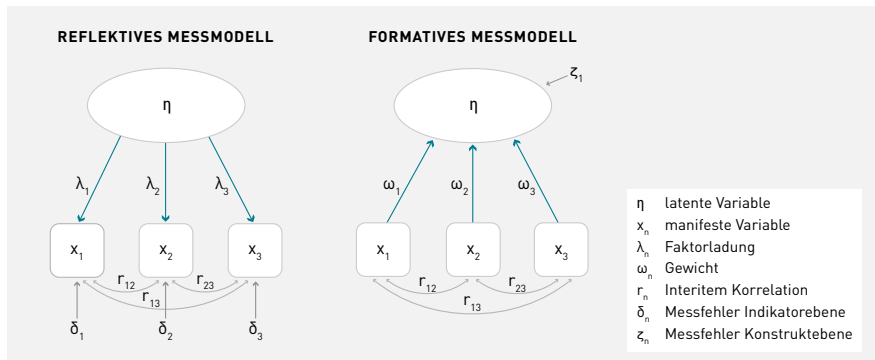 REFLEKTIVES MESSMODELL
η
λ₁ λ₂ λ₃
x₁ x₂ x₃
r₁₂ r₂₃
r₁₃
δ₁ δ₂ δ₃
FORMATIVES MESSMODELL
ζ₁
η
ω₁ ω₂ ω₃
x₁ x₂ x₃
r₁₂ r₂₃
r₁₃
η latente Variable
xₙ manifeste Variable
λₙ Faktorladung
ωₙ Gewicht
rₙ Interitem Korrelation
δₙ Messfehler Indikatorebene
ζₙ Messfehler Konstruktebene